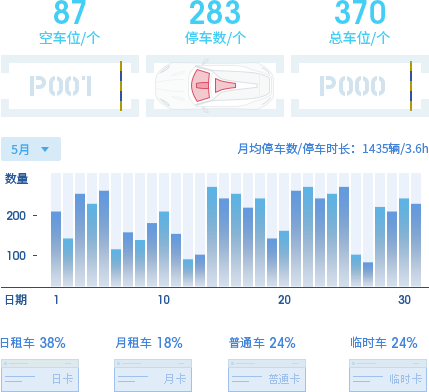 87 283 370
空车位/个 停车数/个 总车位/个
P001 P000
5月 月均停车数/停车时长：1435辆/3.6h
数量
200
100
日期 1 10 20 30
日租车 38% 月租车 18% 普通车 24% 临时车 24%
日卡 月卡 普通卡 临时卡